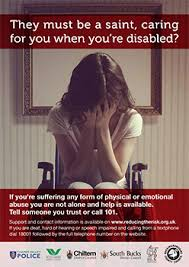 They must be a saint, caring
for you when you're disabled?
If you're suffering any form of physical or emotional
abuse you are not alone and help is available.
Tell someone you trust or call 101.
Support and contact information is available on www.reducingtherisk.org.uk
If you are deaf, hard of hearing or speech impaired and calling from a textphone
dial 18001 followed by the full telephone number on the website.
POLICE
Chiltern
South Bucks